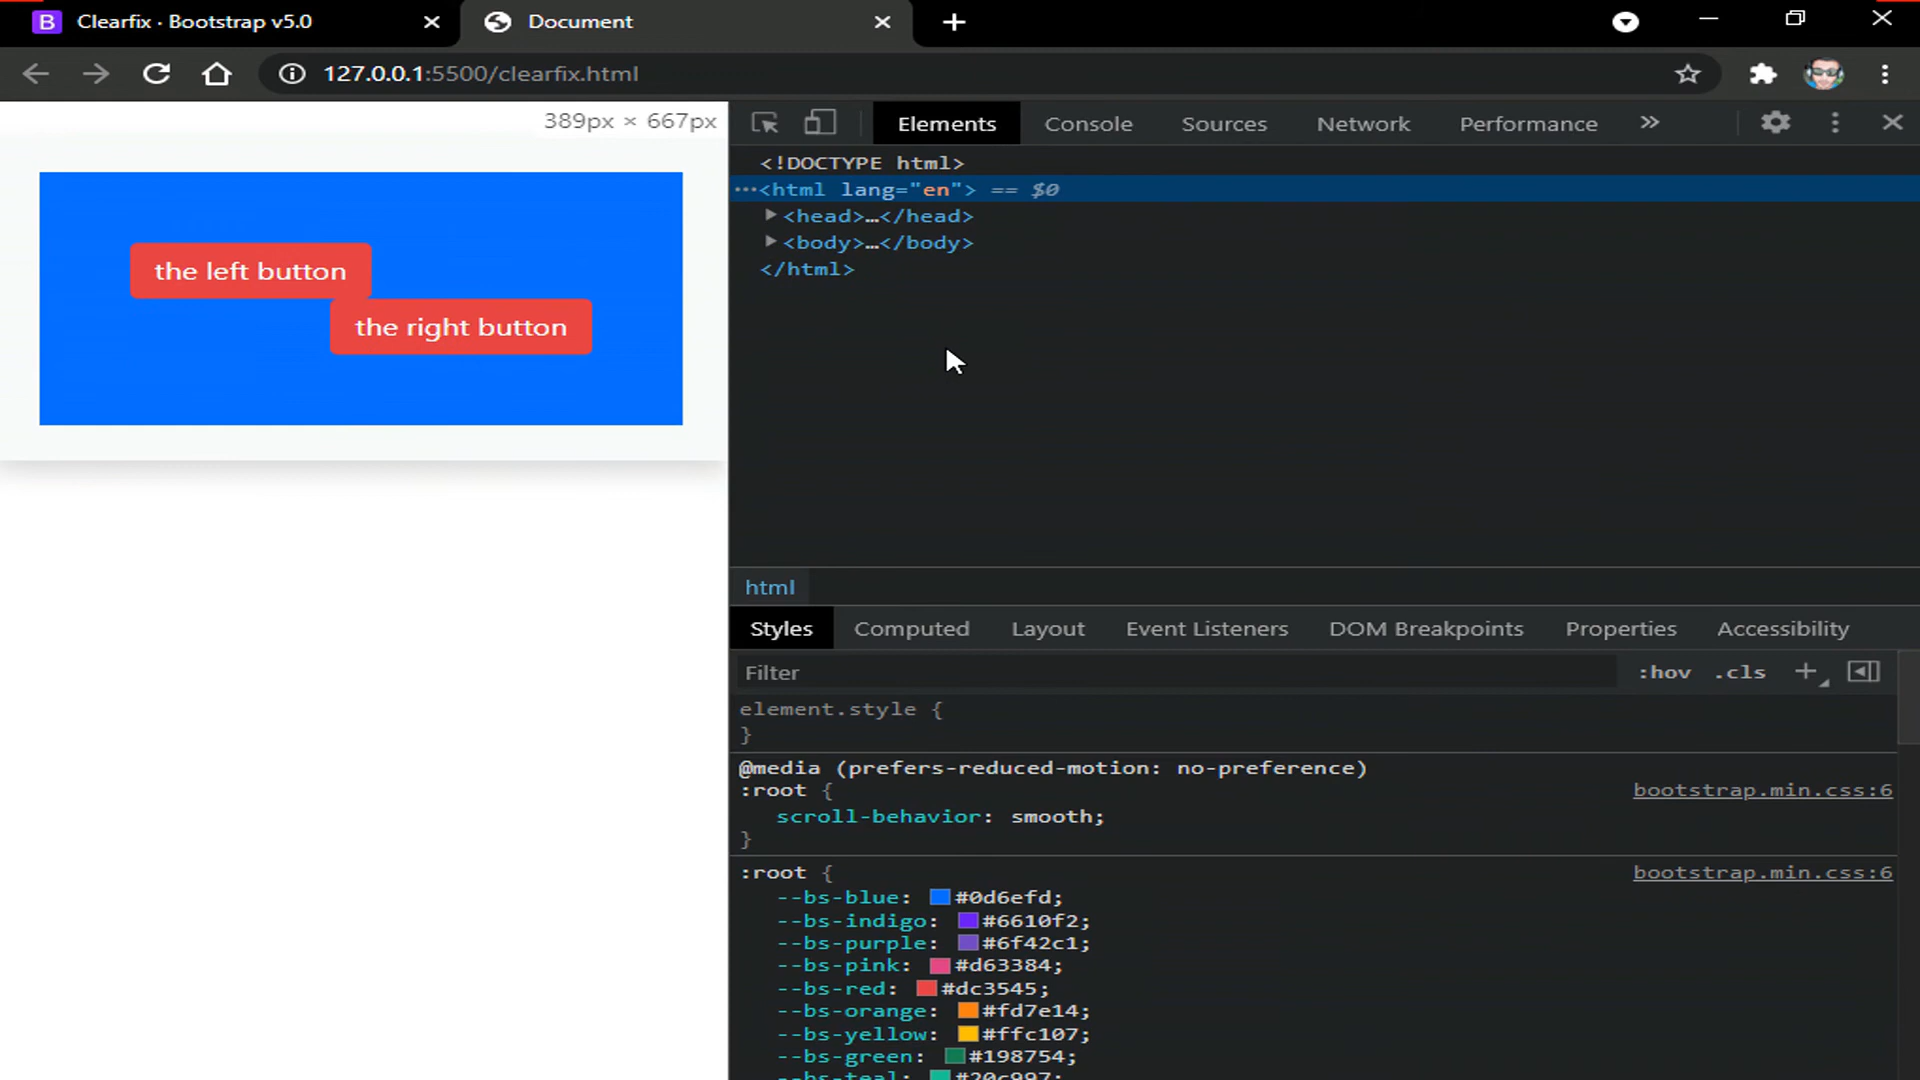 B Clearfix · Bootstrap v5.0
Document
127.0.0.1:5500/clearfix.html
389px × 667px
the left button
the right button
Elements Console Sources Network Performance »
<!DOCTYPE html>
···<html lang="en"> == $0
<head>…</head>
<body>…</body>
</html>
html
Styles Computed Layout Event Listeners DOM Breakpoints Properties Accessibility
Filter :hov .cls +
element.style {
}
@media (prefers-reduced-motion: no-preference)
:root { bootstrap.min.css:6
scroll-behavior: smooth;
}
:root { bootstrap.min.css:6
--bs-blue: #0d6efd;
--bs-indigo: #6610f2;
--bs-purple: #6f42c1;
--bs-pink: #d63384;
--bs-red: #dc3545;
--bs-orange: #fd7e14;
--bs-yellow: #ffc107;
--bs-green: #198754;
--bs-teal: #20c997;